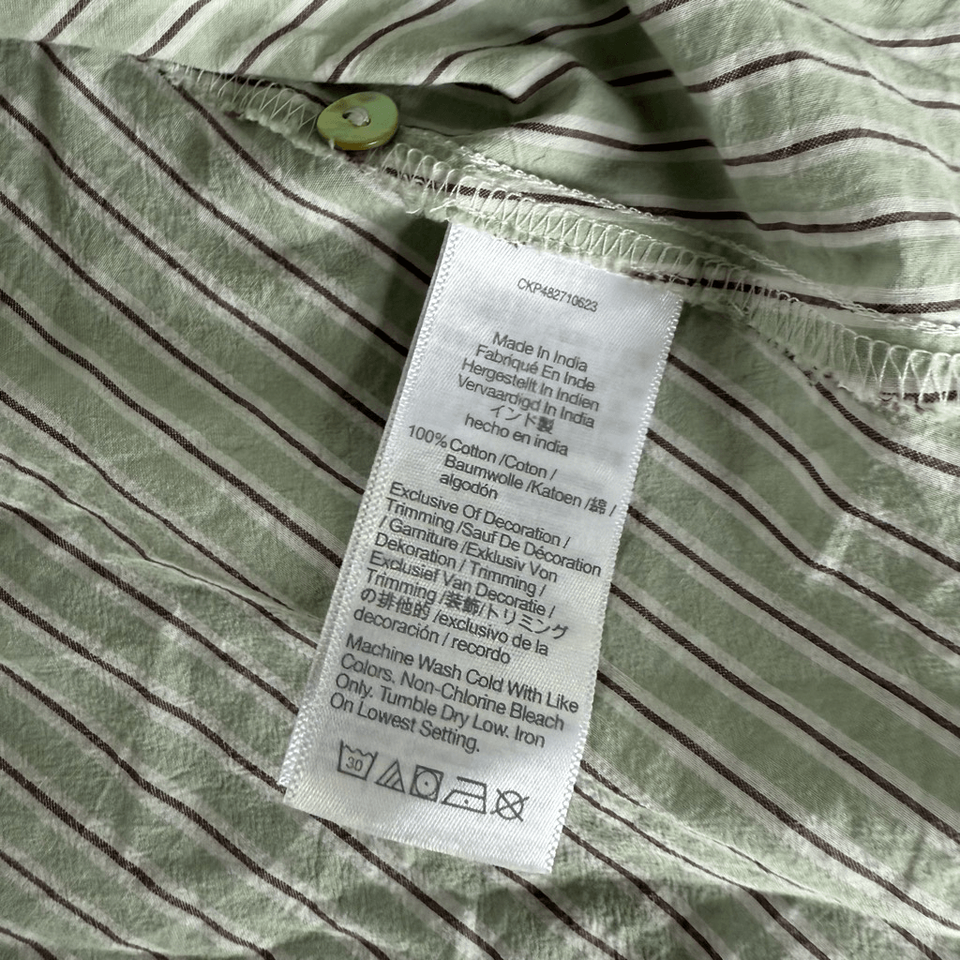 CKP482710623
Made In India
Fabriqué En Inde
Hergestellt In Indien
Vervaardigd In India
インド製
hecho en india
100% Cotton /Coton /
Baumwolle /Katoen /綿 /
algodón
Exclusive Of Decoration /
Trimming /Sauf De Décoration
/ Garniture /Exklusiv Von
Dekoration / Trimming /
Exclusief Van Decoratie /
Trimming /装飾/トリミング
の排他的 /exclusivo de la
decoración / recordo
Machine Wash Cold With Like
Colors. Non-Chlorine Bleach
Only. Tumble Dry Low. Iron
On Lowest Setting.
30